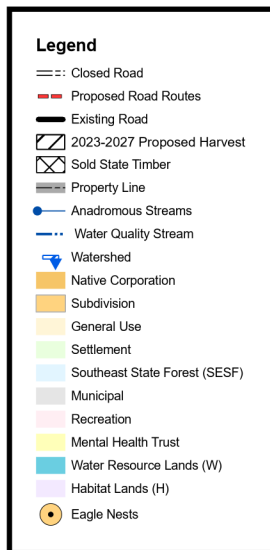 Legend
Closed Road
Proposed Road Routes
Existing Road
2023-2027 Proposed Harvest
Sold State Timber
Property Line
Anadromous Streams
Water Quality Stream
Watershed
Native Corporation
Subdivision
General Use
Settlement
Southeast State Forest (SESF)
Municipal
Recreation
Mental Health Trust
Water Resource Lands (W)
Habitat Lands (H)
Eagle Nests